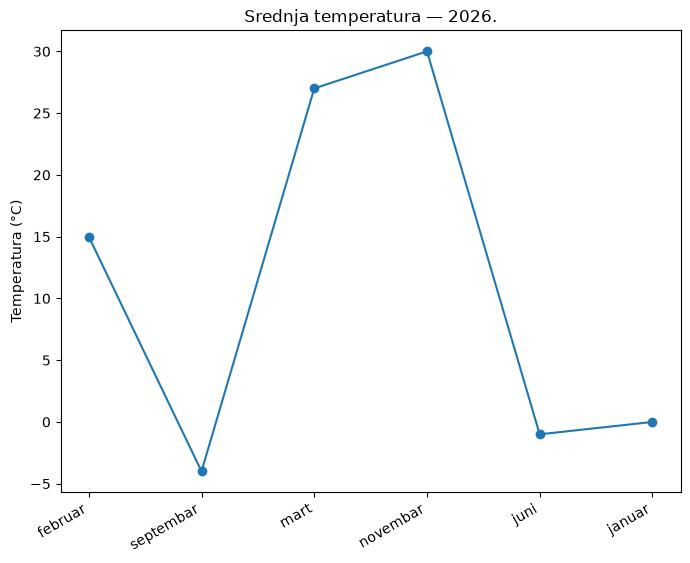 Srednja temperatura — 2026.
Temperatura (°C)
30
25
20
15
10
5
0
−5
februar
septembar
mart
novembar
juni
januar